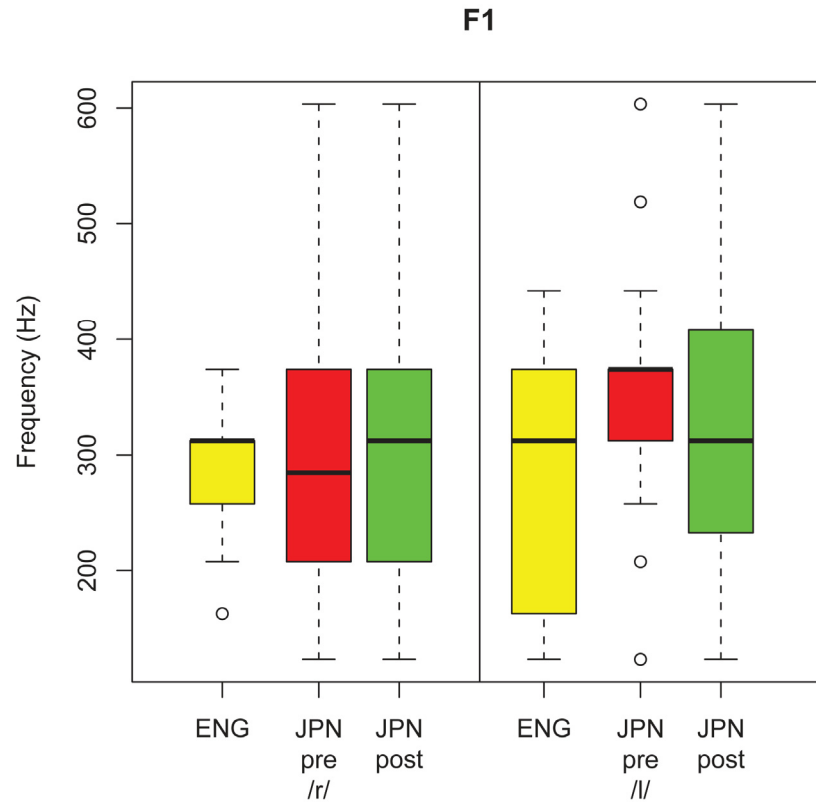 F1
Frequency (Hz)
600
500
400
300
200
ENG JPN JPN ENG JPN JPN
pre post pre post
/r/ /l/